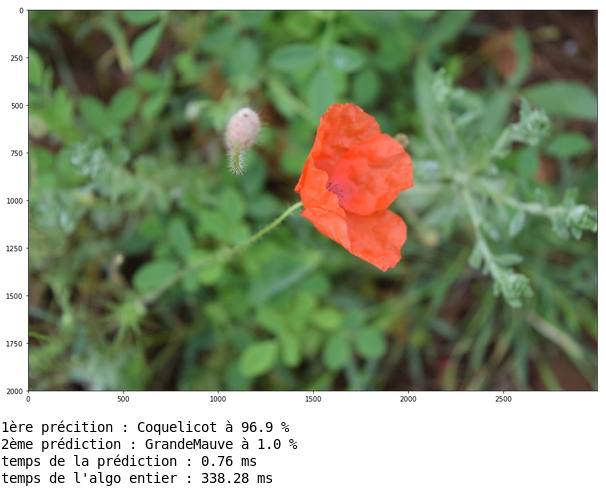 0
250
500
750
1000
1250
1500
1750
2000
0 500 1000 1500 2000 2500
1ère précition : Coquelicot à 96.9 %
2ème prédiction : GrandeMauve à 1.0 %
temps de la prédiction : 0.76 ms
temps de l'algo entier : 338.28 ms